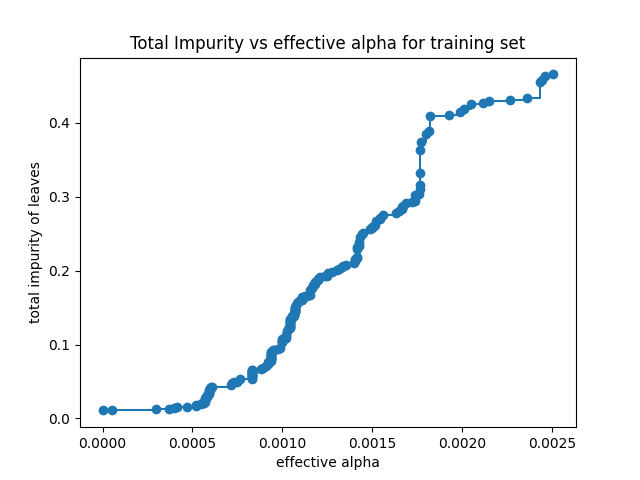 Total Impurity vs effective alpha for training set
total impurity of leaves
0.4
0.3
0.2
0.1
0.0
0.0000 0.0005 0.0010 0.0015 0.0020 0.0025
effective alpha